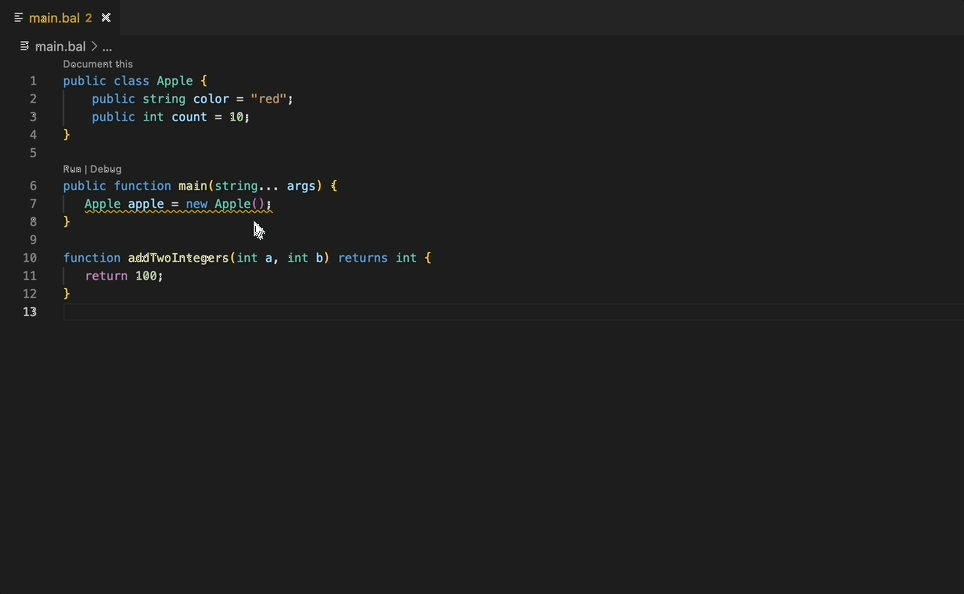 main.bal 2
main.bal > ...
Document this
1 public class Apple {
2 public string color = "red";
3 public int count = 10;
4 }
5
Run | Debug
6 public function main(string... args) {
7 Apple apple = new Apple();
8 }
9
10 function addTwoIntegers(int a, int b) returns int {
11 return 100;
12 }
13